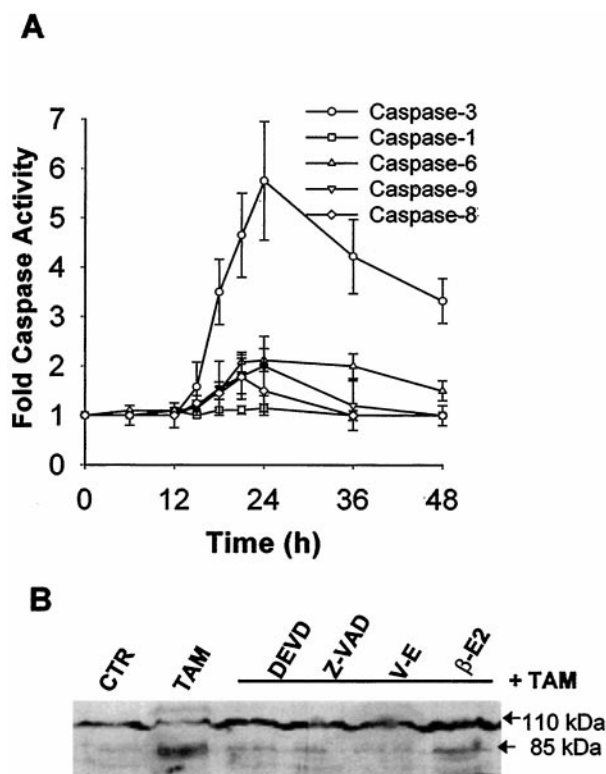 A
7
6
5
4
3
2
1
0
Fold Caspase Activity
Caspase-3
Caspase-1
Caspase-6
Caspase-9
Caspase-8
0 12 24 36 48
Time (h)
B
CTR TAM DEVD Z-VAD V-E β-E2
+ TAM
110 kDa
85 kDa